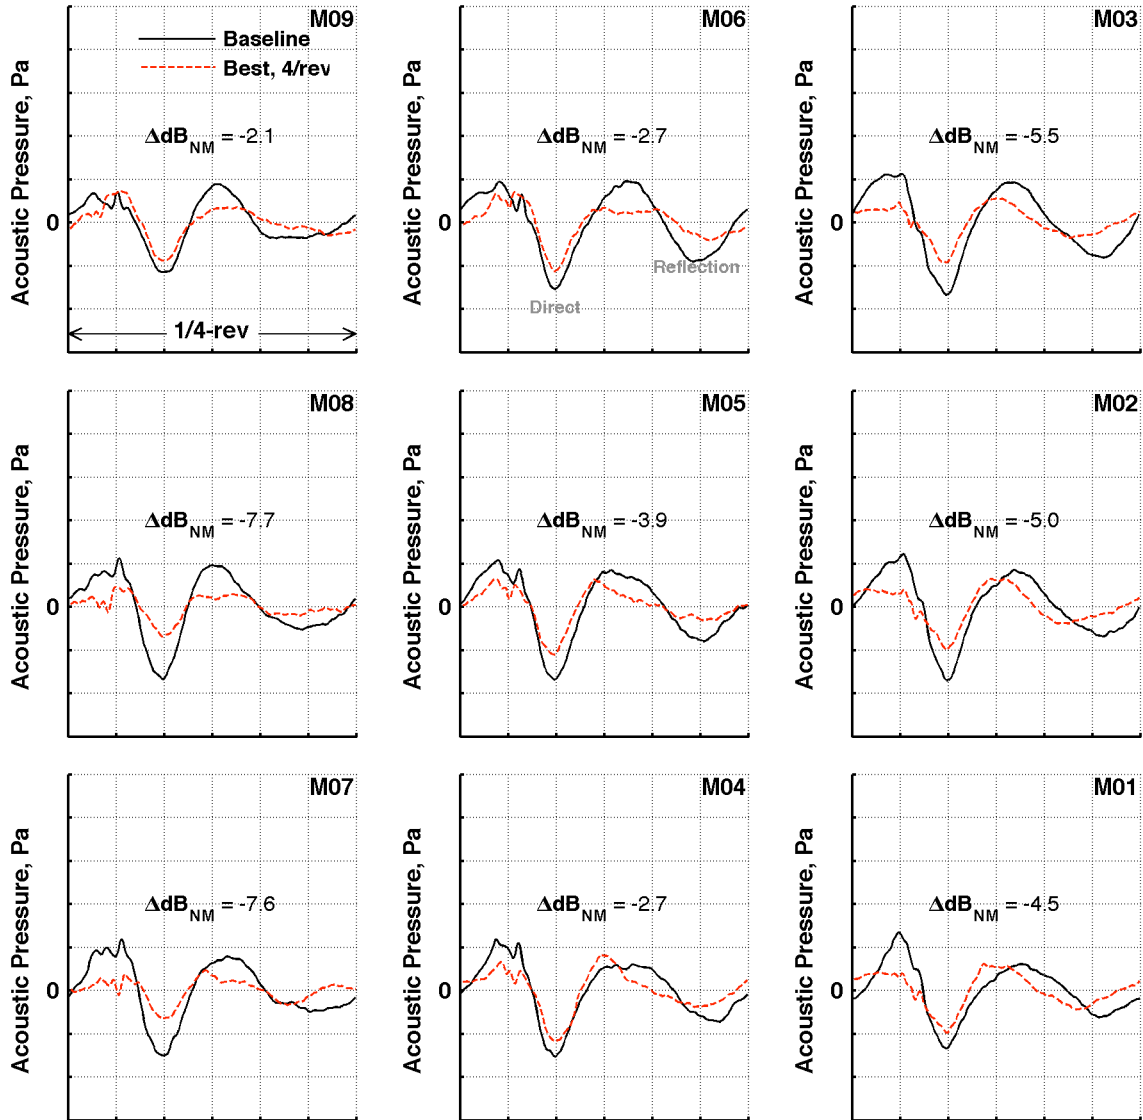 M09
Baseline
Best, 4/rev
Acoustic Pressure, Pa
ΔdB_NM = -2.1
0
1/4-rev
M06
Acoustic Pressure, Pa
ΔdB_NM = -2.7
0
Reflection
Direct
M03
Acoustic Pressure, Pa
ΔdB_NM = -5.5
0
M08
Acoustic Pressure, Pa
ΔdB_NM = -7.7
0
M05
Acoustic Pressure, Pa
ΔdB_NM = -3.9
0
M02
Acoustic Pressure, Pa
ΔdB_NM = -5.0
0
M07
Acoustic Pressure, Pa
ΔdB_NM = -7.6
0
M04
Acoustic Pressure, Pa
ΔdB_NM = -2.7
0
M01
Acoustic Pressure, Pa
ΔdB_NM = -4.5
0